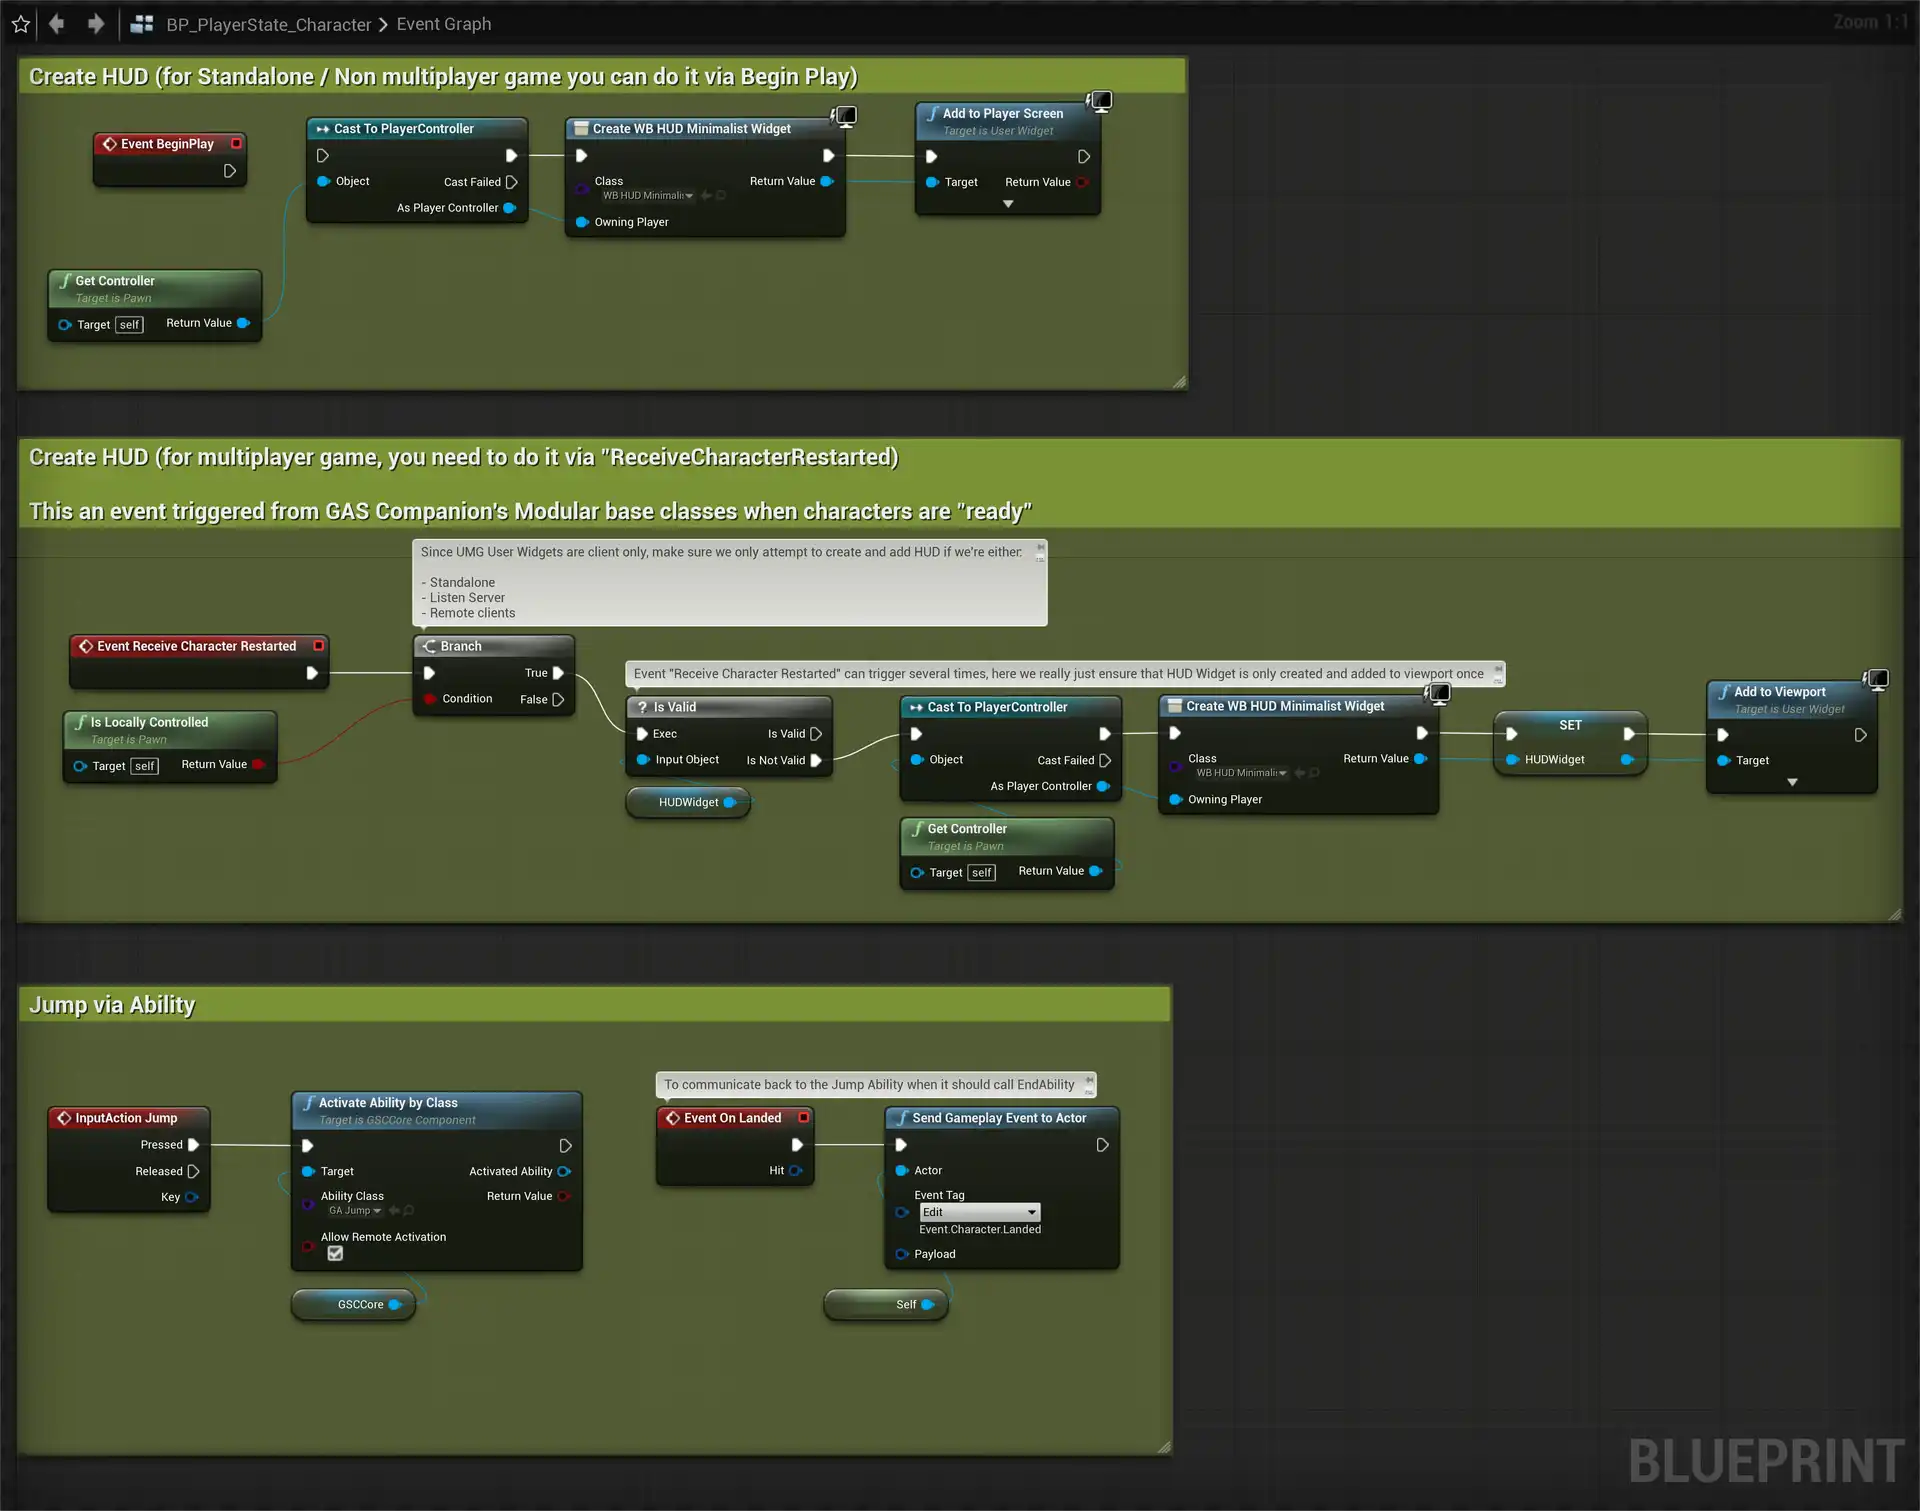 BP_PlayerState_Character > Event Graph
Zoom 1:1
Create HUD (for Standalone / Non multiplayer game you can do it via Begin Play)
Event BeginPlay
Get Controller
Target is Pawn
Target self
Return Value
Cast To PlayerController
Object
Cast Failed
As Player Controller
Create WB HUD Minimalist Widget
Class
WB HUD Minimalis
Return Value
Owning Player
Add to Player Screen
Target is User Widget
Target
Return Value
Create HUD (for multiplayer game, you need to do it via "ReceiveCharacterRestarted)
This an event triggered from GAS Companion's Modular base classes when characters are "ready"
Since UMG User Widgets are client only, make sure we only attempt to create and add HUD if we're either:
- Standalone
- Listen Server
- Remote clients
Event Receive Character Restarted
Is Locally Controlled
Target is Pawn
Target self
Return Value
Branch
True
Condition
False
Event "Receive Character Restarted" can trigger several times, here we really just ensure that HUD Widget is only created and added to viewport once
? Is Valid
Exec
Is Valid
Input Object
Is Not Valid
HUDWidget
Cast To PlayerController
Object
Cast Failed
As Player Controller
Get Controller
Target is Pawn
Target self
Return Value
Create WB HUD Minimalist Widget
Class
WB HUD Minimalis
Return Value
Owning Player
SET
HUDWidget
Add to Viewport
Target is User Widget
Target
Jump via Ability
InputAction Jump
Pressed
Released
Key
Activate Ability by Class
Target is GSCCore Component
Target
Activated Ability
Ability Class
GA Jump
Return Value
Allow Remote Activation
GSCCore
To communicate back to the Jump Ability when it should call EndAbility
Event On Landed
Hit
Send Gameplay Event to Actor
Actor
Event Tag
Edit
Event.Character.Landed
Payload
Self
BLUEPRINT